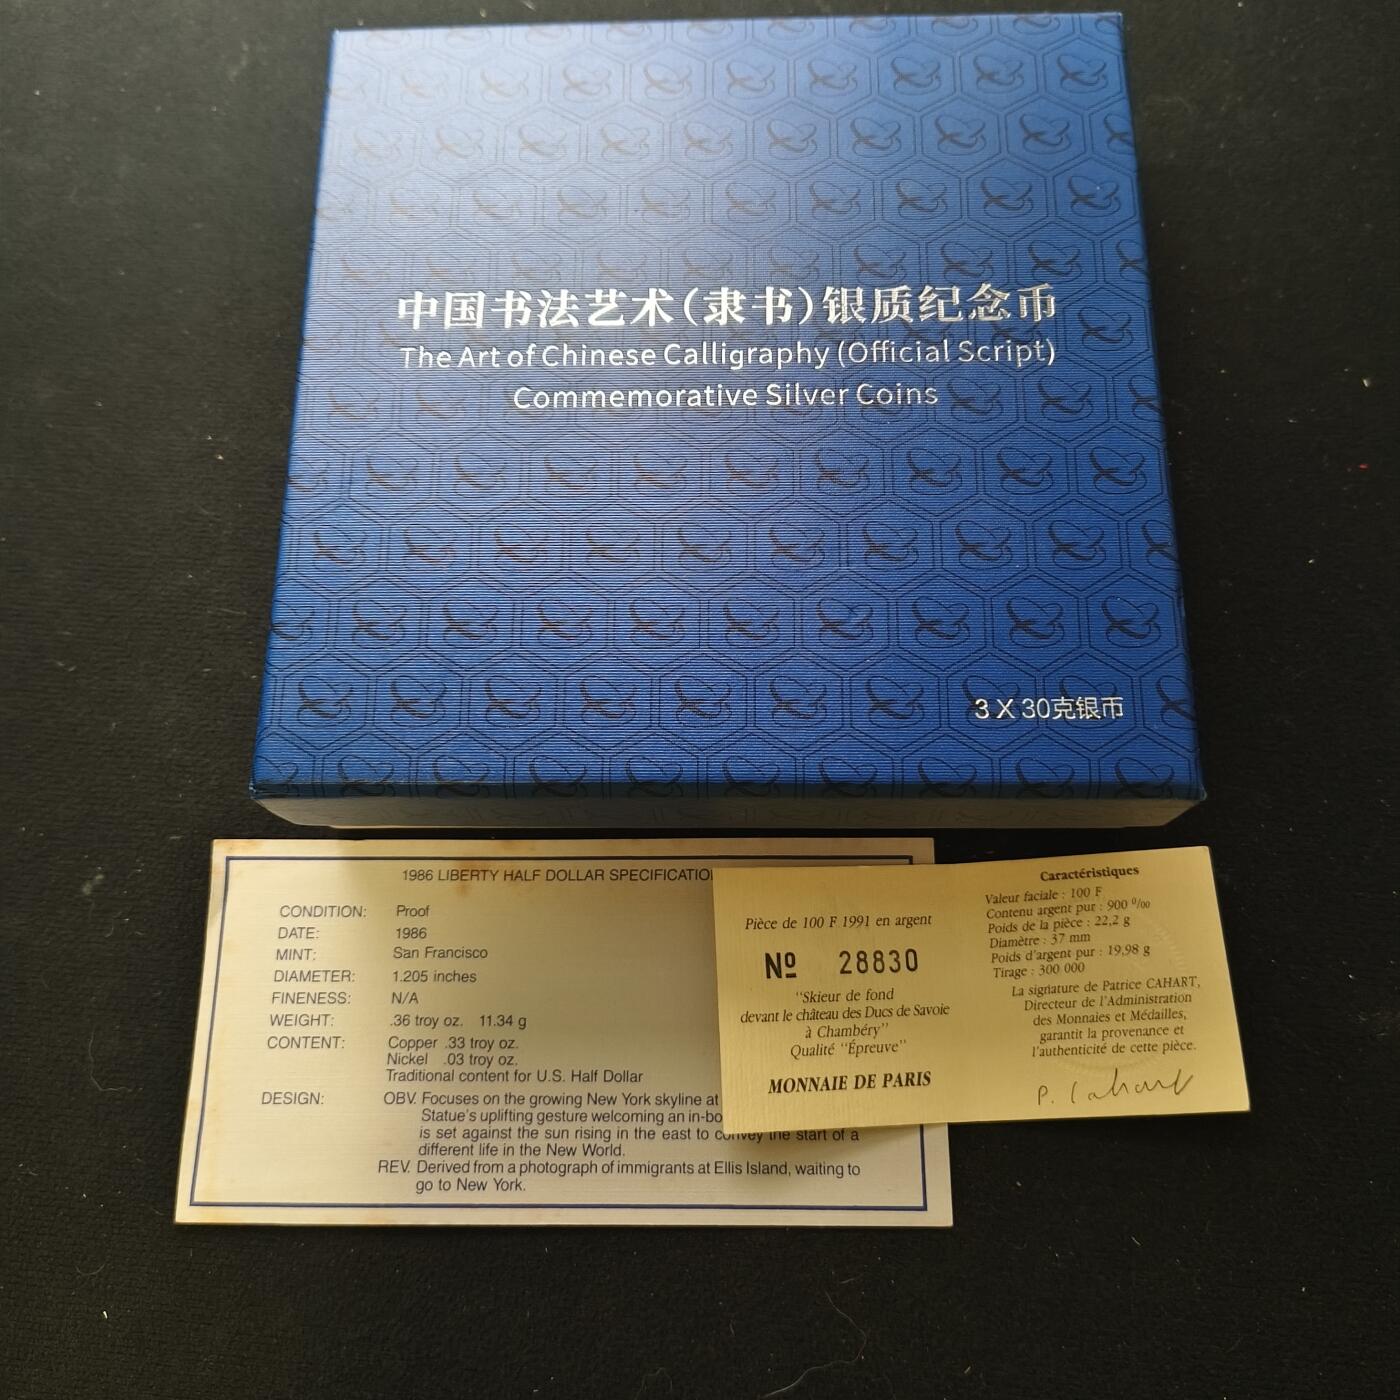 中国书法艺术(隶书)银质纪念币
The Art of Chinese Calligraphy (Official Script)
Commemorative Silver Coins
3 X 30克银币
1986 LIBERTY HALF DOLLAR
CONDITION: Proof
DATE: 1986
MINT: San Francisco
DIAMETER: 1.205 inches
FINENESS: N/A
WEIGHT: .36 troy oz. 11.34 g
CONTENT: Copper .33 troy oz.
Nickel .03 troy oz.
Traditional content for U.S. Half Dollar
DESIGN: OBV. Focuses on the growing New York skyline at
Statue's uplifting gesture welcoming an
is set against the sun rising in the east to convey the start of a
different life in the New World.
REV. Derived from a photograph of immigrants at Ellis Island, waiting to
go to New York.
Pièce de 100 F 1991 en argent
Nº 28830
"Skieur de fond
devant le château des Ducs de Savoie
à Chambéry"
Qualité "Épreuve"
MONNAIE DE PARIS
Caractéristiques
Valeur faciale : 100 F
Contenu argent pur : 900 ⁰/₀₀
Poids de la pièce : 22,2 g
Diamètre : 37 mm
Poids d'argent pur : 19,98 g
Tirage : 300 000
La signature de Patrice CAHART,
Directeur de l'Administration
des Monnaies et Médailles,
garantit la provenance et
l'authenticité de cette pièce.
P. Cahart